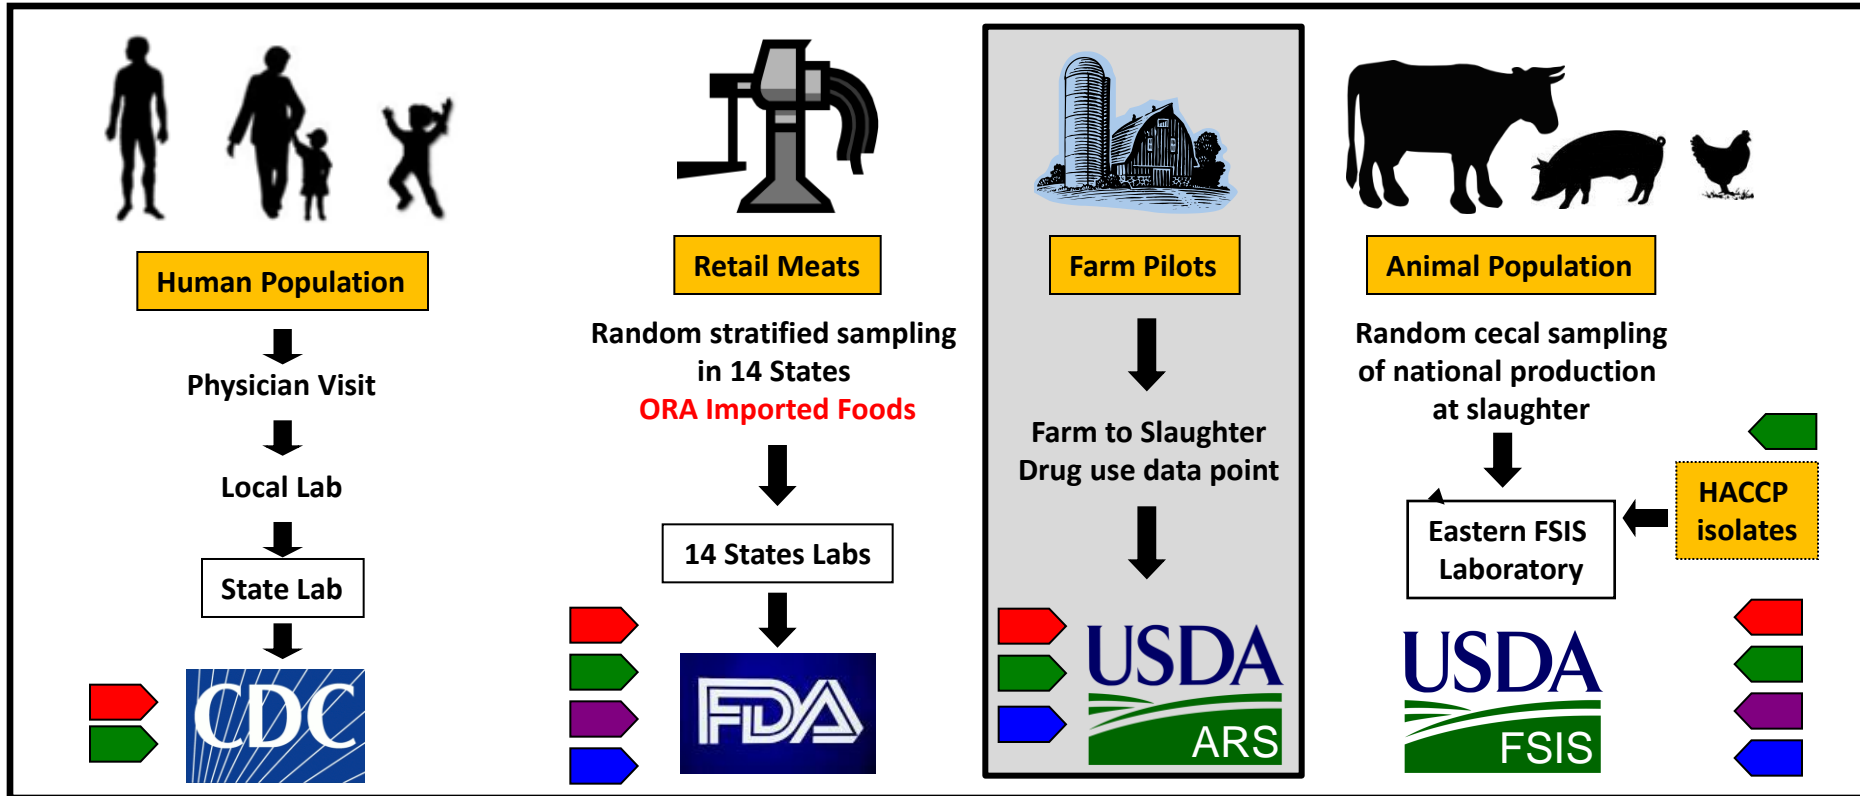 Human Population
Physician Visit
Local Lab
State Lab
CDC
Retail Meats
Random stratified sampling
in 14 States
ORA Imported Foods
14 States Labs
FDA
Farm Pilots
Farm to Slaughter
Drug use data point
USDA
ARS
Animal Population
Random cecal sampling
of national production
at slaughter
HACCP
isolates
Eastern FSIS
Laboratory
USDA
FSIS